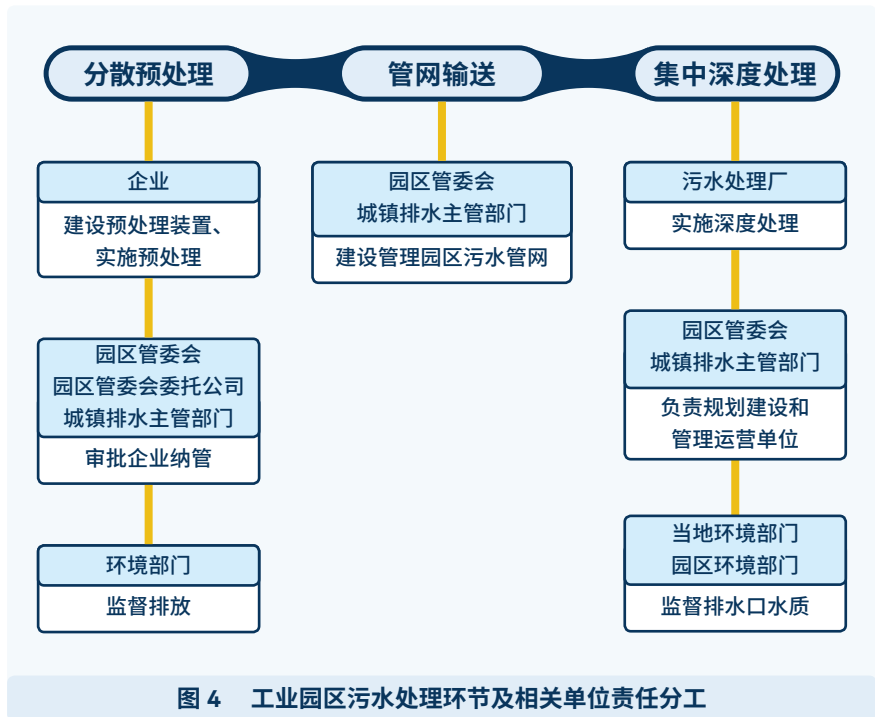 分散预处理
管网输送
集中深度处理
企业
建设预处理装置、
实施预处理
园区管委会
园区管委会委托公司
城镇排水主管部门
审批企业纳管
环境部门
监督排放
园区管委会
城镇排水主管部门
建设管理园区污水管网
污水处理厂
实施深度处理
园区管委会
城镇排水主管部门
负责规划建设和
管理运营单位
当地环境部门
园区环境部门
监督排水口水质
图 4 工业园区污水处理环节及相关单位责任分工